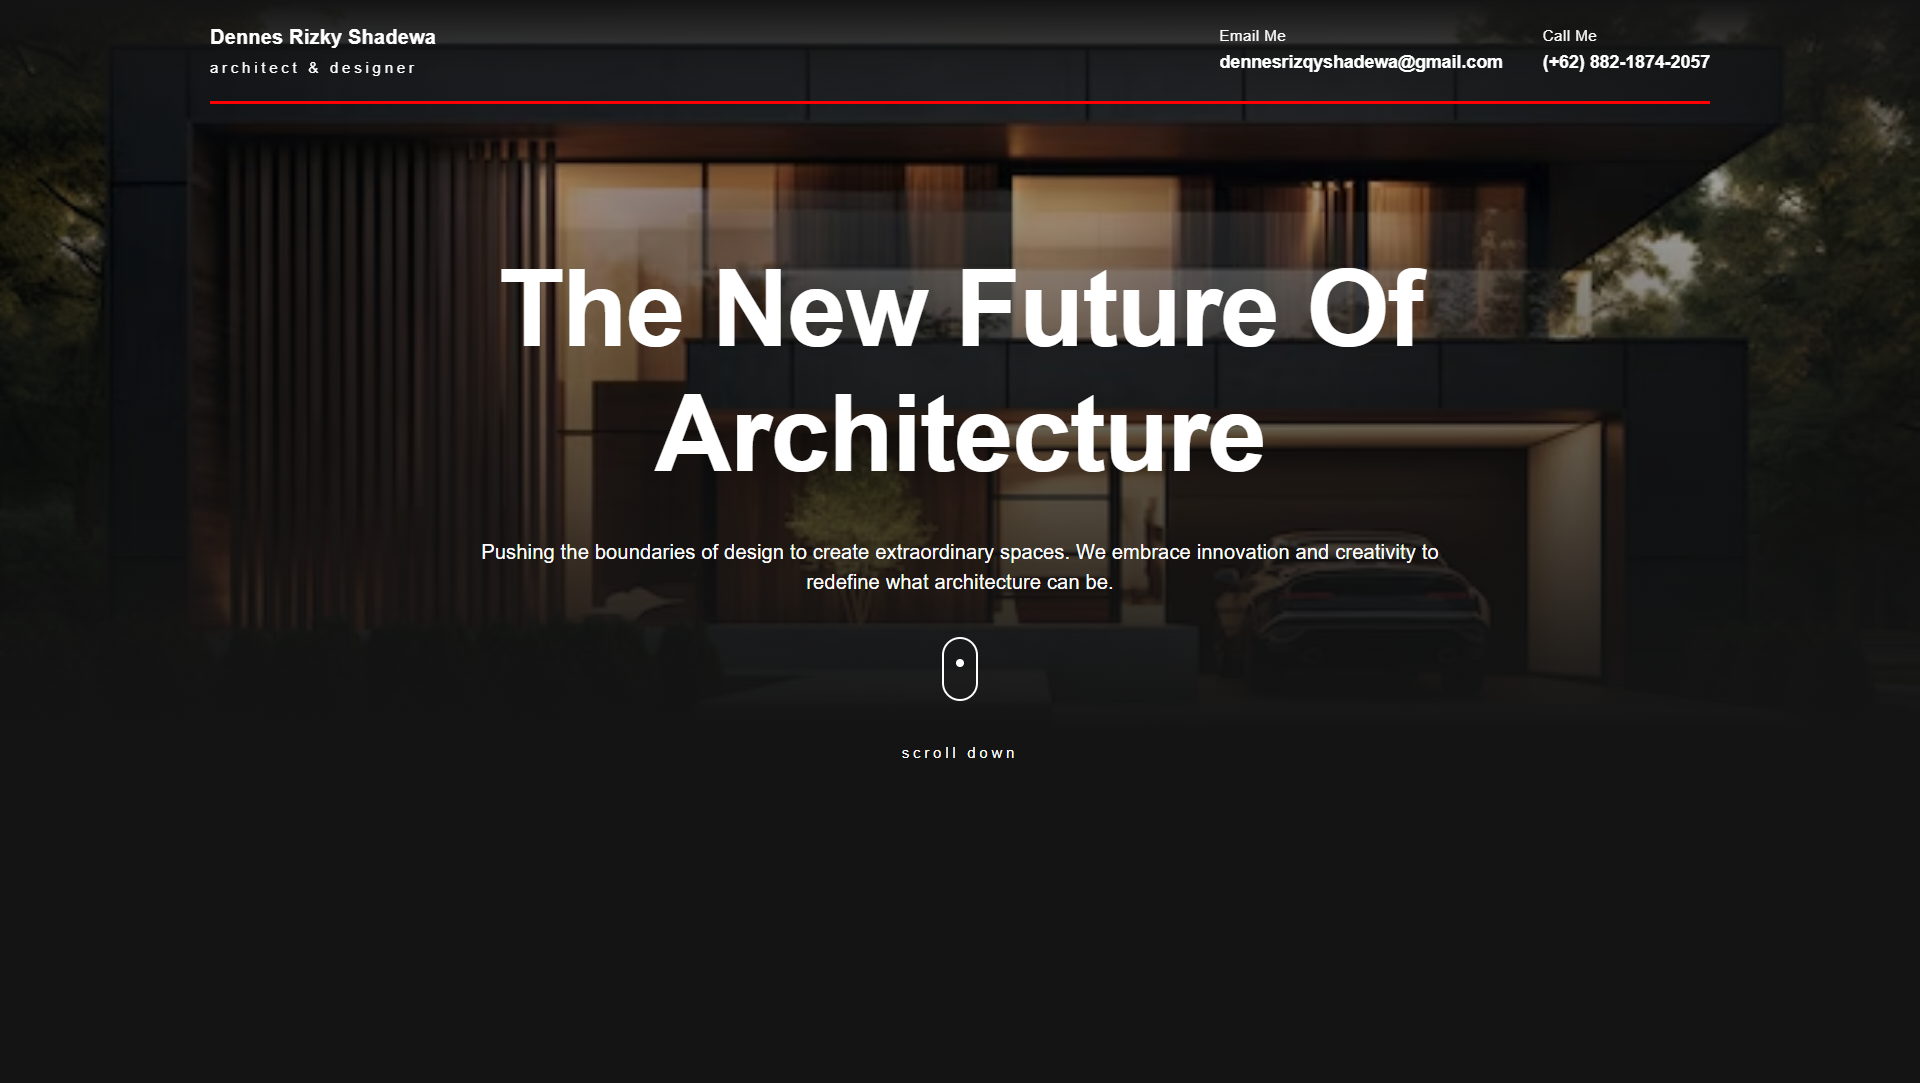 Dennes Rizky Shadewa
architect & designer
Email Me
dennesrizqyshadewa@gmail.com
Call Me
(+62) 882-1874-2057
The New Future Of
Architecture
Pushing the boundaries of design to create extraordinary spaces. We embrace innovation and creativity to
redefine what architecture can be.
scroll down